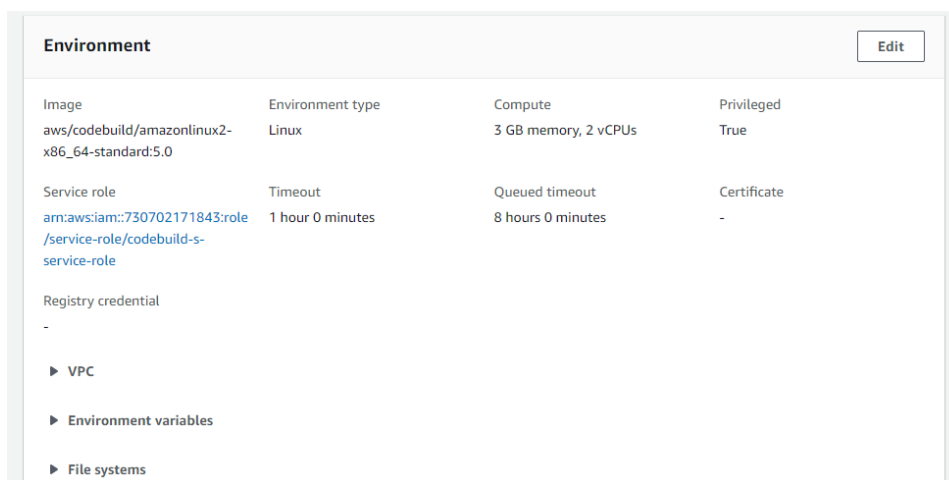 Environment
Edit
Image
Environment type
Compute
Privileged
aws/codebuild/amazonlinux2-
x86_64-standard:5.0
Linux
3 GB memory, 2 vCPUs
True
Service role
Timeout
Queued timeout
Certificate
arn:aws:iam::730702171843:role
/service-role/codebuild-s-
service-role
1 hour 0 minutes
8 hours 0 minutes
-
Registry credential
-
VPC
Environment variables
File systems